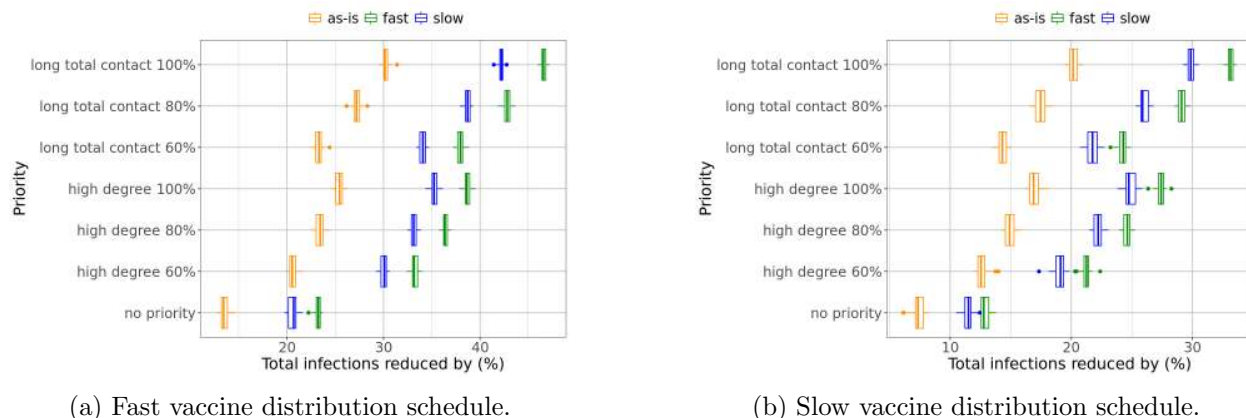 as-is fast slow
long total contact 100%
long total contact 80%
long total contact 60%
high degree 100%
high degree 80%
high degree 60%
no priority
Priority
20 30 40
Total infections reduced by (%)
(a) Fast vaccine distribution schedule.
as-is fast slow
long total contact 100%
long total contact 80%
long total contact 60%
high degree 100%
high degree 80%
high degree 60%
no priority
Priority
10 20 30
Total infections reduced by (%)
(b) Slow vaccine distribution schedule.